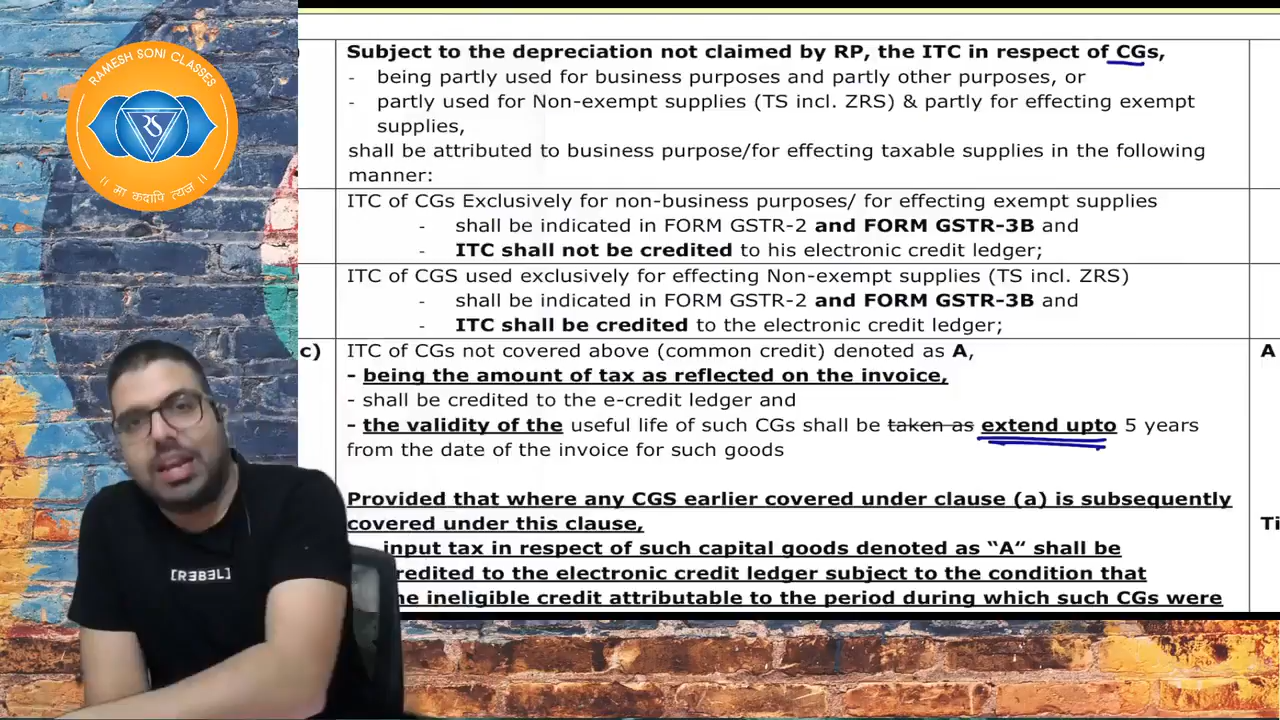 RAMESH SONI CLASSES
RS
।। मा कदापि त्यज ।।
Subject to the depreciation not claimed by RP, the ITC in respect of CGs,
- being partly used for business purposes and partly other purposes, or
- partly used for Non-exempt supplies (TS incl. ZRS) & partly for effecting exempt
supplies,
shall be attributed to business purpose/for effecting taxable supplies in the following
manner:
ITC of CGs Exclusively for non-business purposes/ for effecting exempt supplies
- shall be indicated in FORM GSTR-2 and FORM GSTR-3B and
- ITC shall not be credited to his electronic credit ledger;
ITC of CGS used exclusively for effecting Non-exempt supplies (TS incl. ZRS)
- shall be indicated in FORM GSTR-2 and FORM GSTR-3B and
- ITC shall be credited to the electronic credit ledger;
c) ITC of CGs not covered above (common credit) denoted as A, A
- being the amount of tax as reflected on the invoice,
- shall be credited to the e-credit ledger and
- the validity of the useful life of such CGs shall be taken as extend upto 5 years
from the date of the invoice for such goods
Provided that where any CGS earlier covered under clause (a) is subsequently
covered under this clause,
input tax in respect of such capital goods denoted as “A“ shall be
redited to the electronic credit ledger subject to the condition that
ineligible credit attributable to the period during which such CGs were
[RƎBEL]